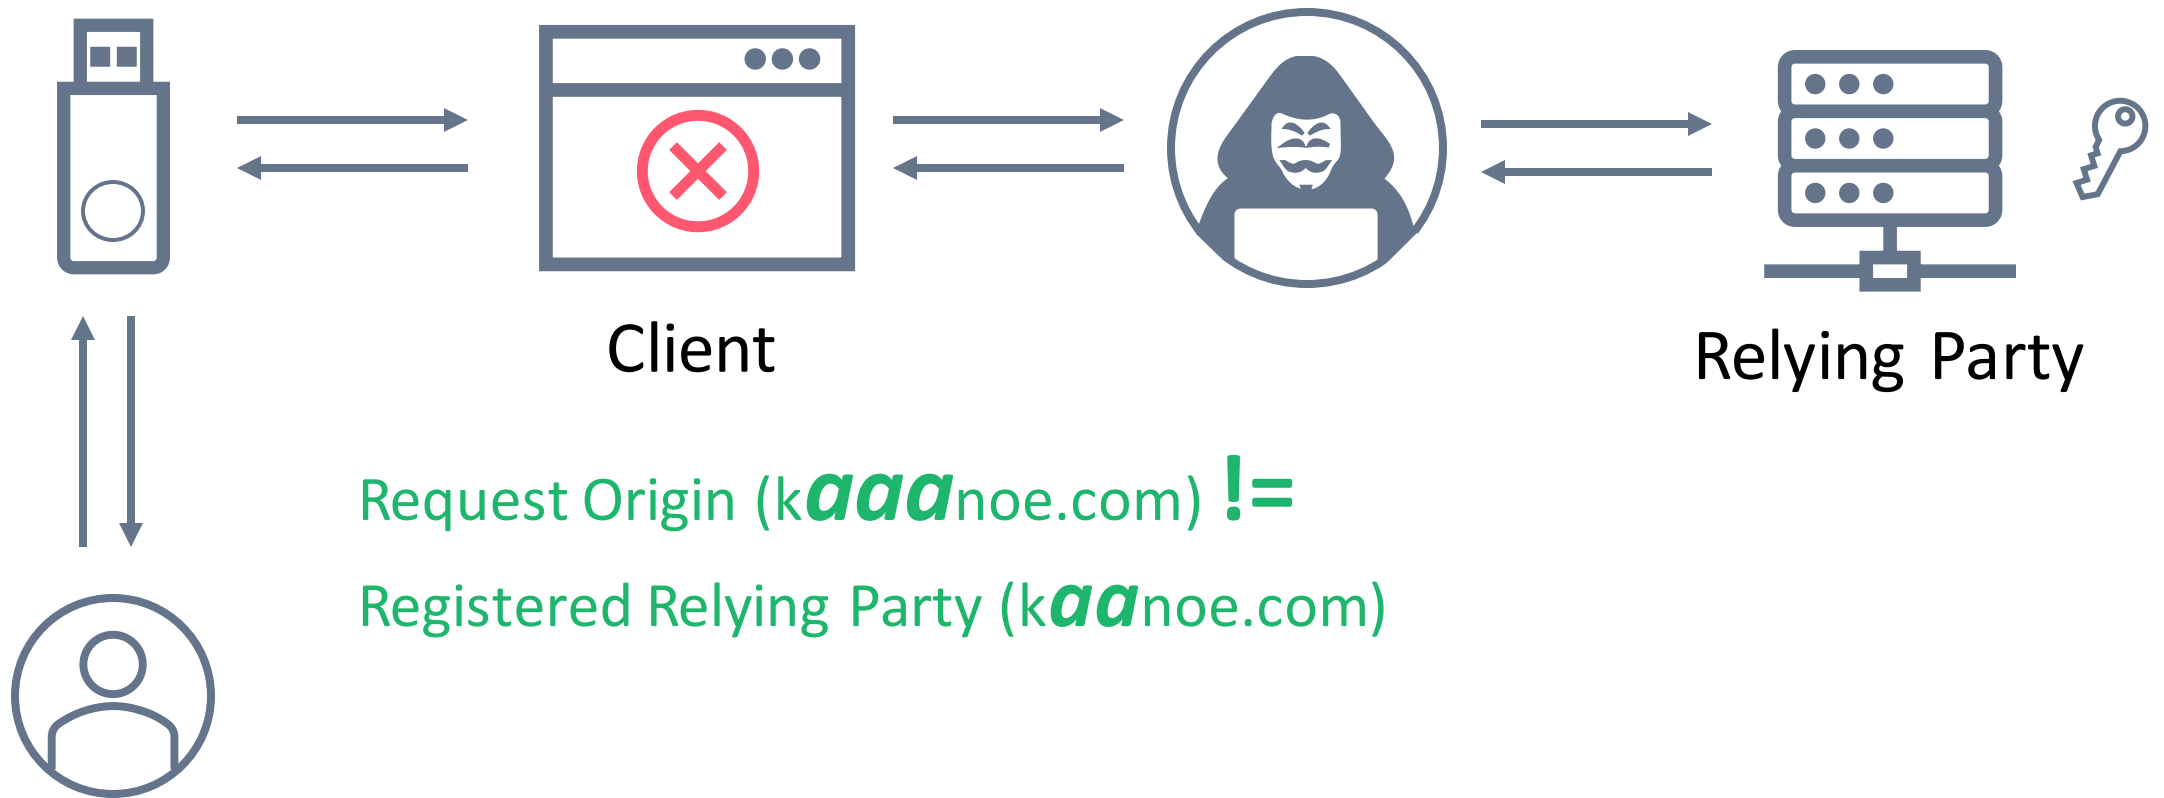 Client
Relying Party
Request Origin (kaaanoe.com) !=
Registered Relying Party (kaanoe.com)